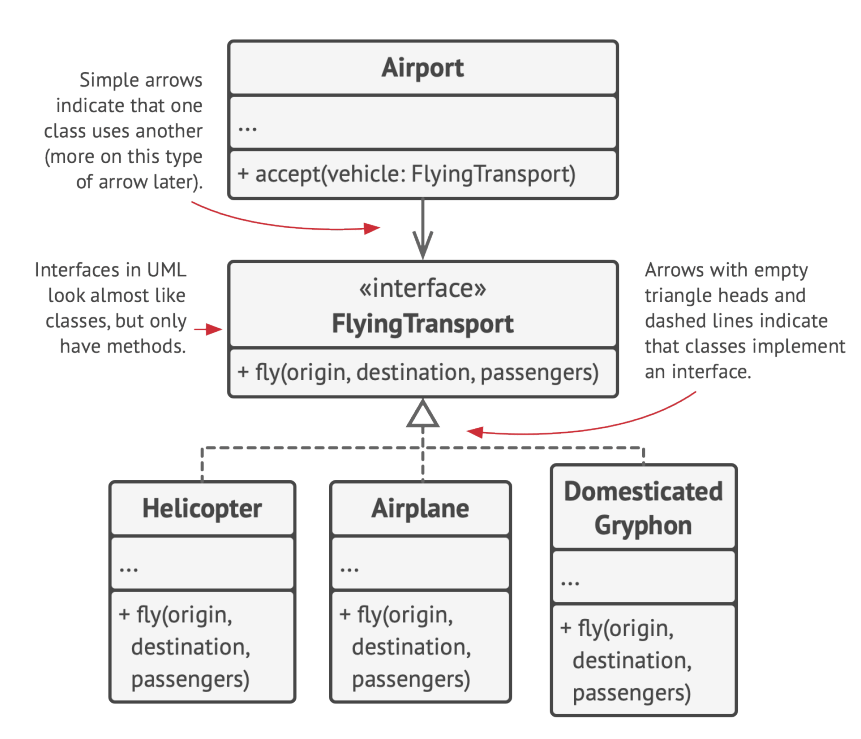 Airport
...
+ accept(vehicle: FlyingTransport)
Simple arrows
indicate that one
class uses another
(more on this type
of arrow later).
«interface»
FlyingTransport
+ fly(origin, destination, passengers)
Interfaces in UML
look almost like
classes, but only
have methods.
Arrows with empty
triangle heads and
dashed lines indicate
that classes implement
an interface.
Helicopter
...
+ fly(origin,
destination,
passengers)
Airplane
...
+ fly(origin,
destination,
passengers)
Domesticated
Gryphon
...
+ fly(origin,
destination,
passengers)